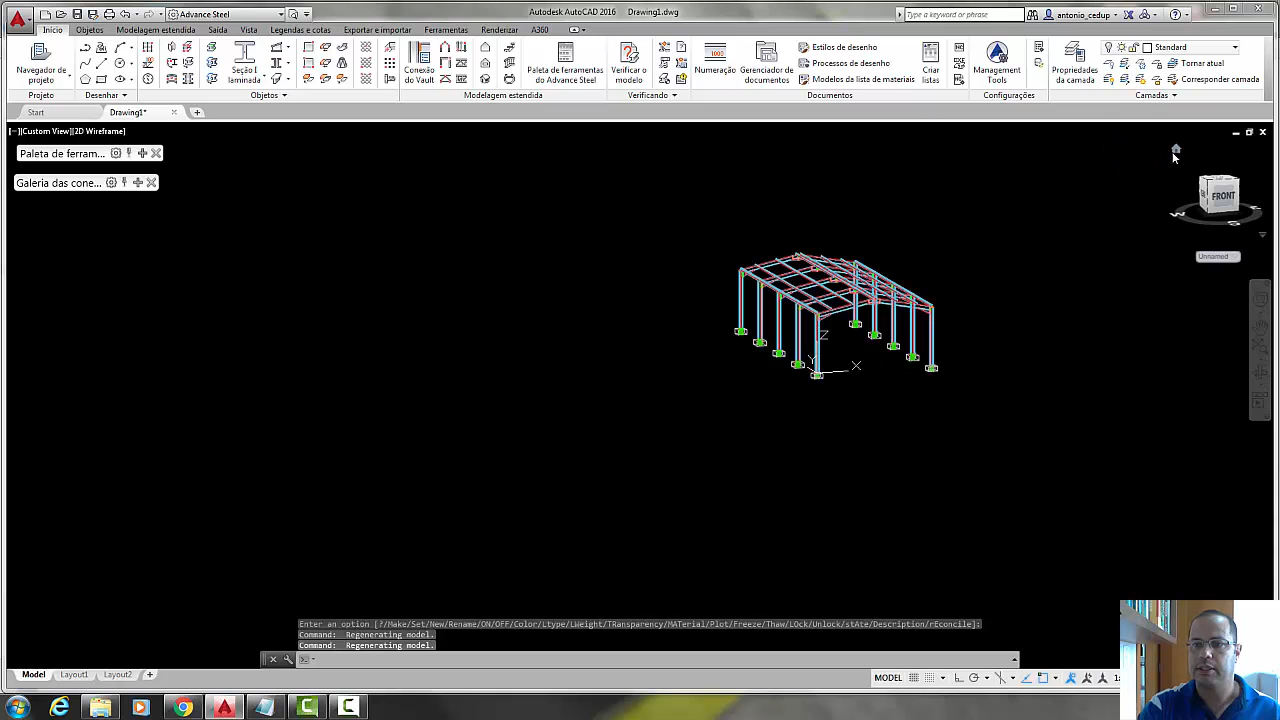 Advance Steel
Autodesk AutoCAD 2016 Drawing1.dwg
Type a keyword or phrase
antonio_cedup
Início Objetos Modelagem estendida Saída Vista Legendas e cotas Exportar e importar Ferramentas Renderizar A360
Navegador de projeto
Seção I laminada
Conexão do Vault
Paleta de ferramentas do Advance Steel
Verificar o modelo
1000
Numeração
Gerenciador de documentos
Estilos de desenho
Processos de desenho
Modelos da lista de materiais
Criar listas
Management Tools
Propriedades da camada
Standard
Tornar atual
Corresponder camada
Projeto Desenhar Objetos Modelagem estendida Verificando Documentos Configurações Camadas
Start Drawing1*
[−][Custom View][2D Wireframe]
Paleta de ferram...
Galeria das cone...
FRONT
W
S
Unnamed
Z
Y
X
Enter an option [?/Make/Set/New/Rename/ON/OFF/Color/Ltype/LWeight/TRansparency/MATerial/Plot/Freeze/Thaw/LOck/Unlock/stAte/Description/rEconcile]:
Command: Regenerating model.
Command: Regenerating model.
Model Layout1 Layout2
MODEL